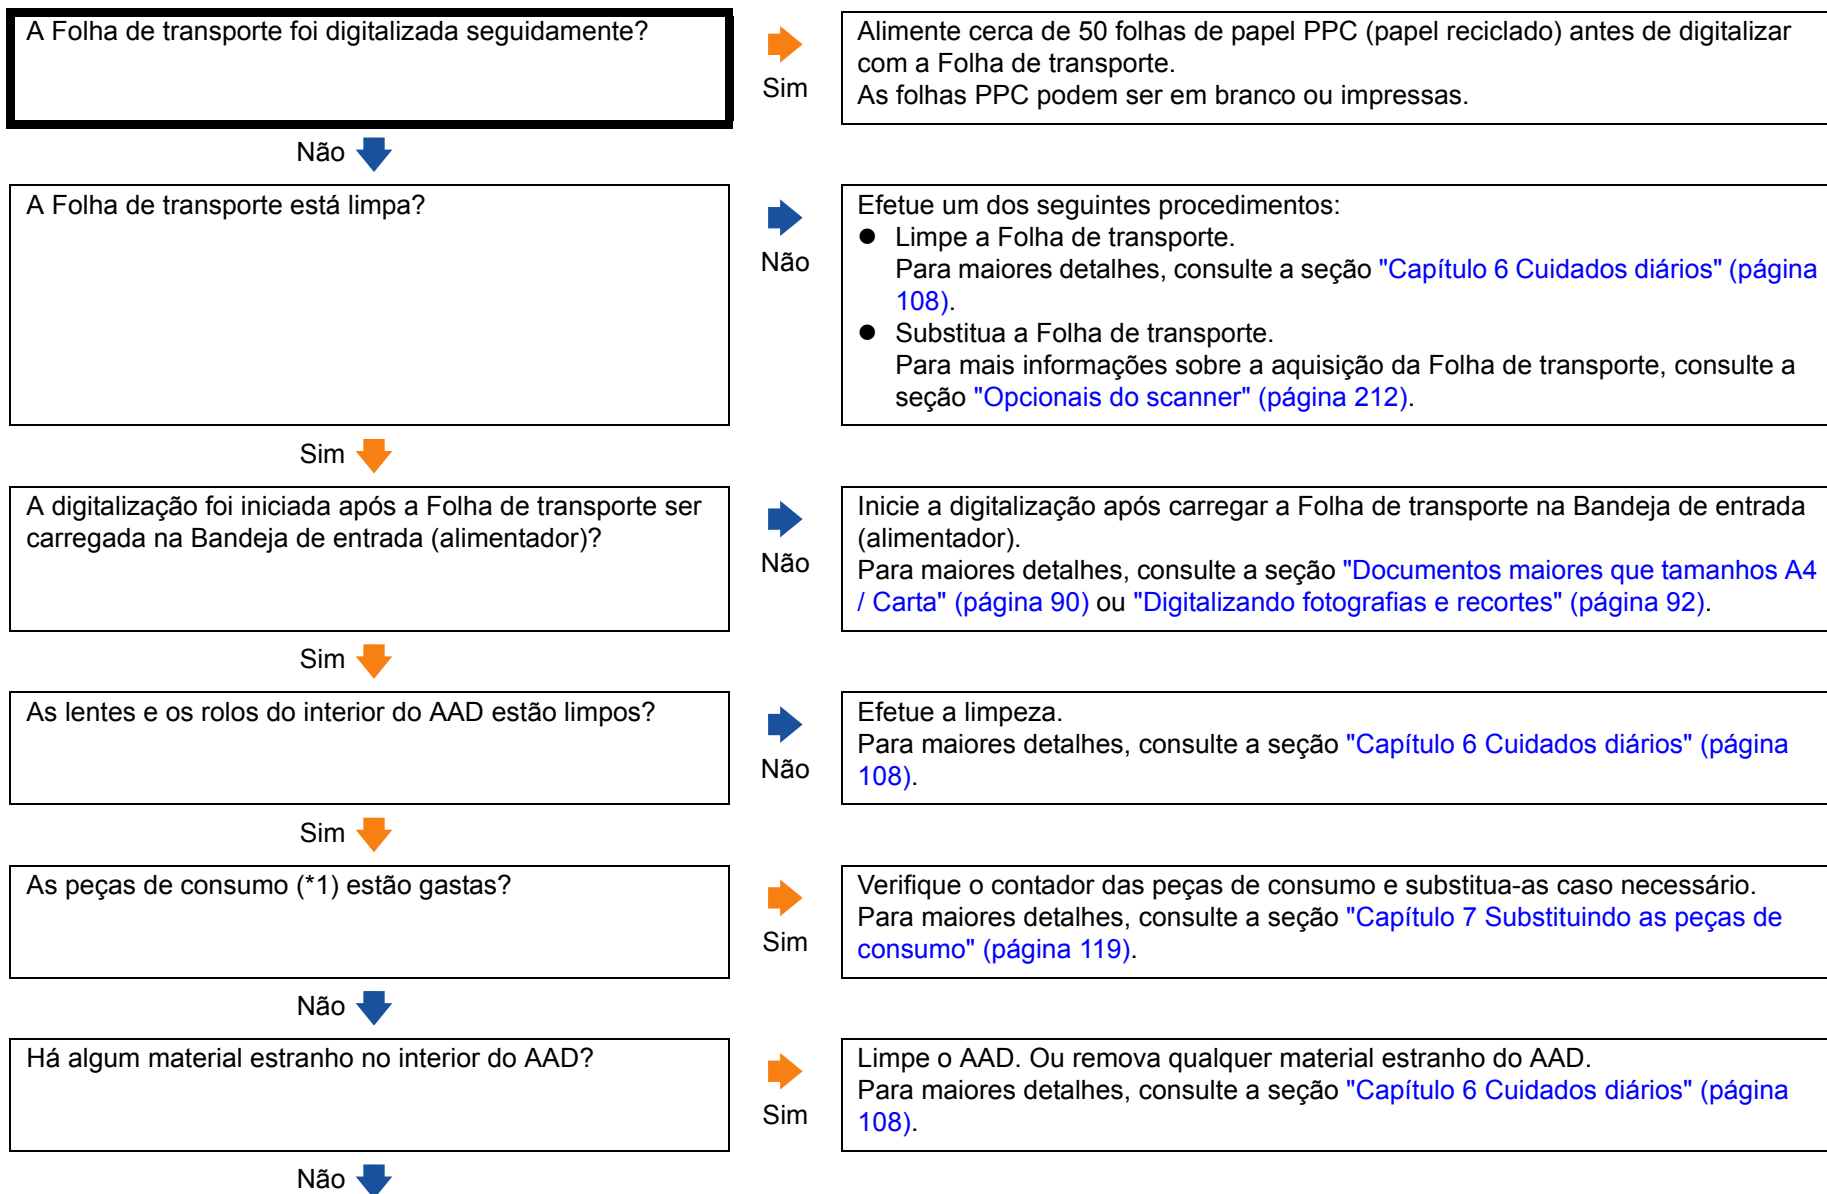 A Folha de transporte foi digitalizada seguidamente?
Sim
Alimente cerca de 50 folhas de papel PPC (papel reciclado) antes de digitalizar
com a Folha de transporte.
As folhas PPC podem ser em branco ou impressas.
Não
A Folha de transporte está limpa?
Não
Efetue um dos seguintes procedimentos:
● Limpe a Folha de transporte.
Para maiores detalhes, consulte a seção "Capítulo 6 Cuidados diários" (página
108).
● Substitua a Folha de transporte.
Para mais informações sobre a aquisição da Folha de transporte, consulte a
seção "Opcionais do scanner" (página 212).
Sim
A digitalização foi iniciada após a Folha de transporte ser
carregada na Bandeja de entrada (alimentador)?
Não
Inicie a digitalização após carregar a Folha de transporte na Bandeja de entrada
(alimentador).
Para maiores detalhes, consulte a seção "Documentos maiores que tamanhos A4
/ Carta" (página 90) ou "Digitalizando fotografias e recortes" (página 92).
Sim
As lentes e os rolos do interior do AAD estão limpos?
Não
Efetue a limpeza.
Para maiores detalhes, consulte a seção "Capítulo 6 Cuidados diários" (página
108).
Sim
As peças de consumo (*1) estão gastas?
Sim
Verifique o contador das peças de consumo e substitua-as caso necessário.
Para maiores detalhes, consulte a seção "Capítulo 7 Substituindo as peças de
consumo" (página 119).
Não
Há algum material estranho no interior do AAD?
Sim
Limpe o AAD. Ou remova qualquer material estranho do AAD.
Para maiores detalhes, consulte a seção "Capítulo 6 Cuidados diários" (página
108).
Não